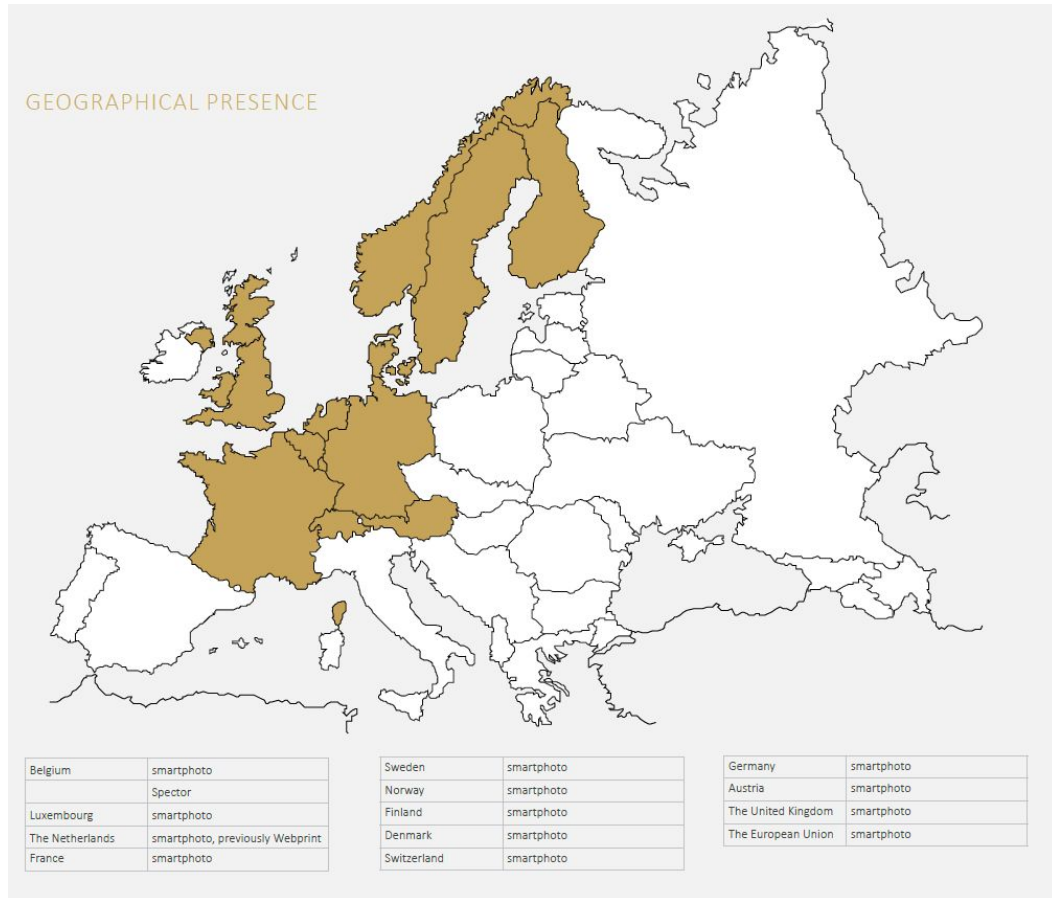 GEOGRAPHICAL PRESENCE
Belgium smartphoto
Spector
Luxembourg smartphoto
The Netherlands smartphoto, previously Webprint
France smartphoto
Sweden smartphoto
Norway smartphoto
Finland smartphoto
Denmark smartphoto
Switzerland smartphoto
Germany smartphoto
Austria smartphoto
The United Kingdom smartphoto
The European Union smartphoto